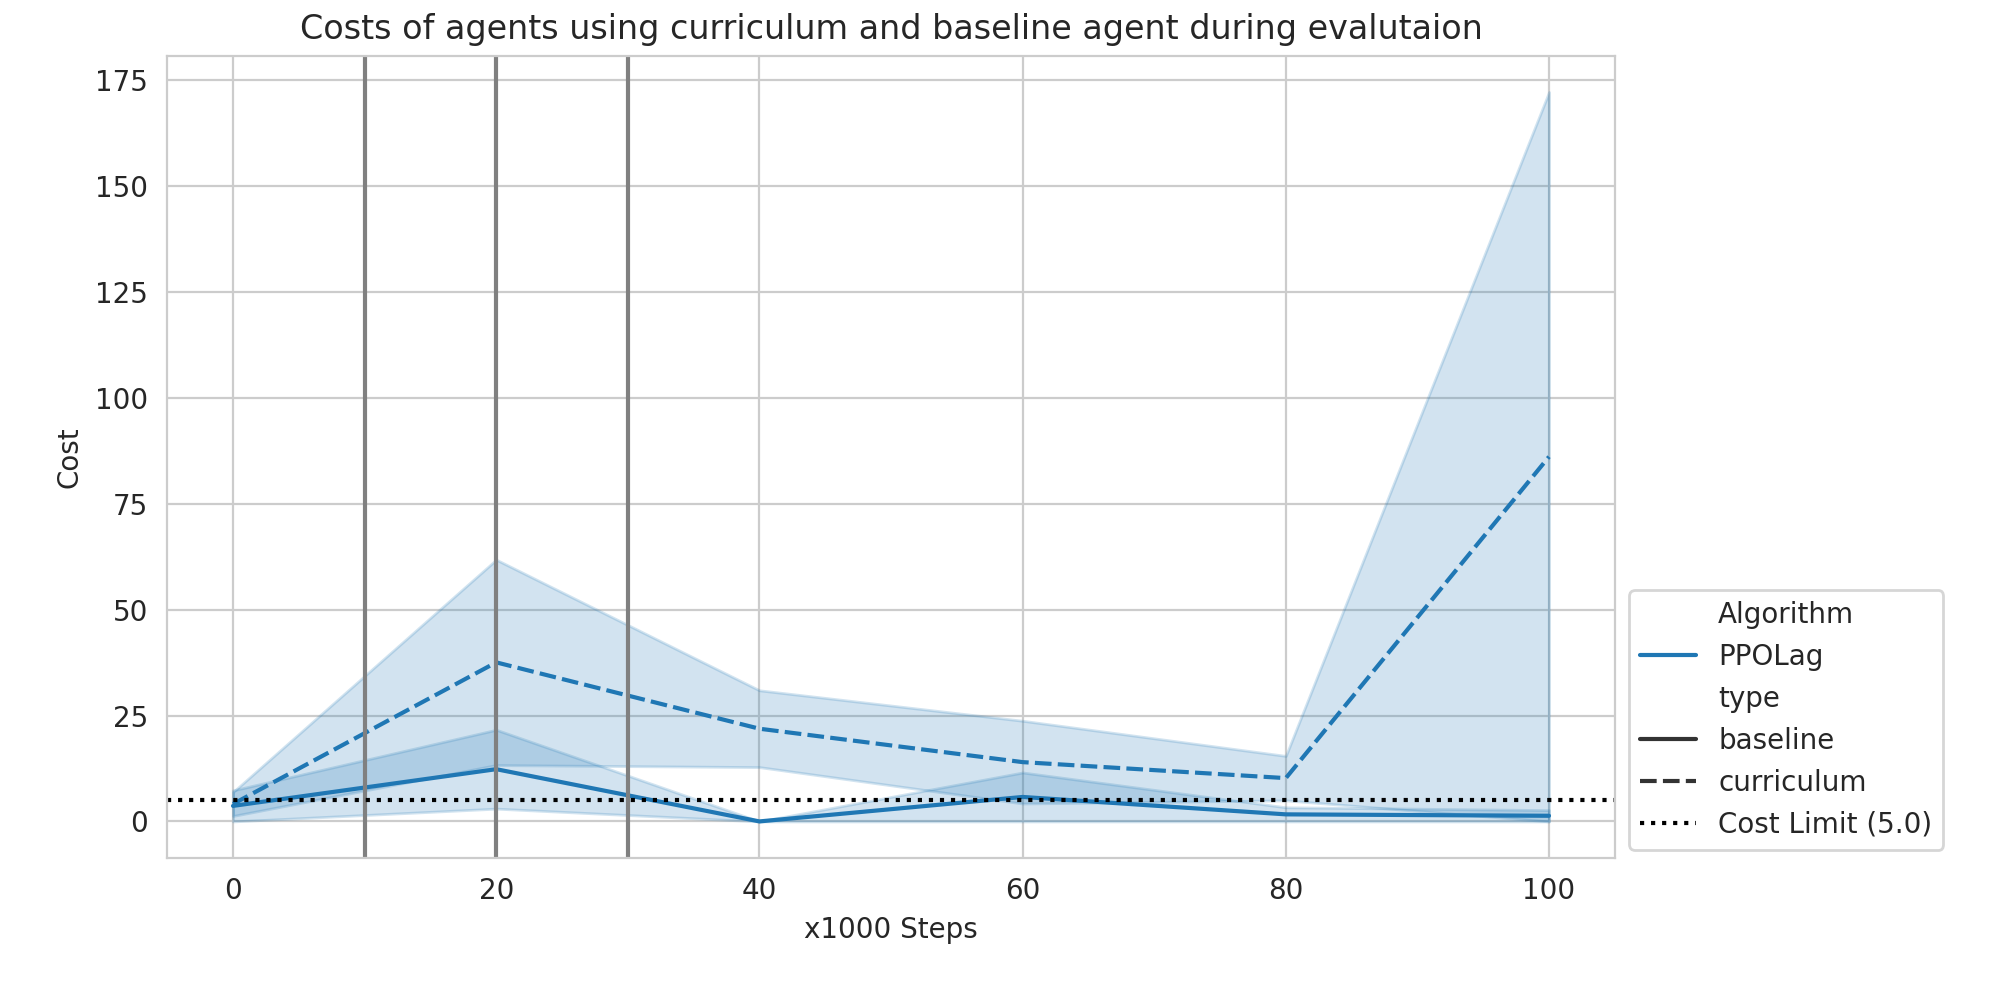 Costs of agents using curriculum and baseline agent during evalutaion
175
150
125
100
75
50
25
0
Cost
0 20 40 60 80 100
x1000 Steps
Algorithm
PPOLag
type
baseline
curriculum
Cost Limit (5.0)